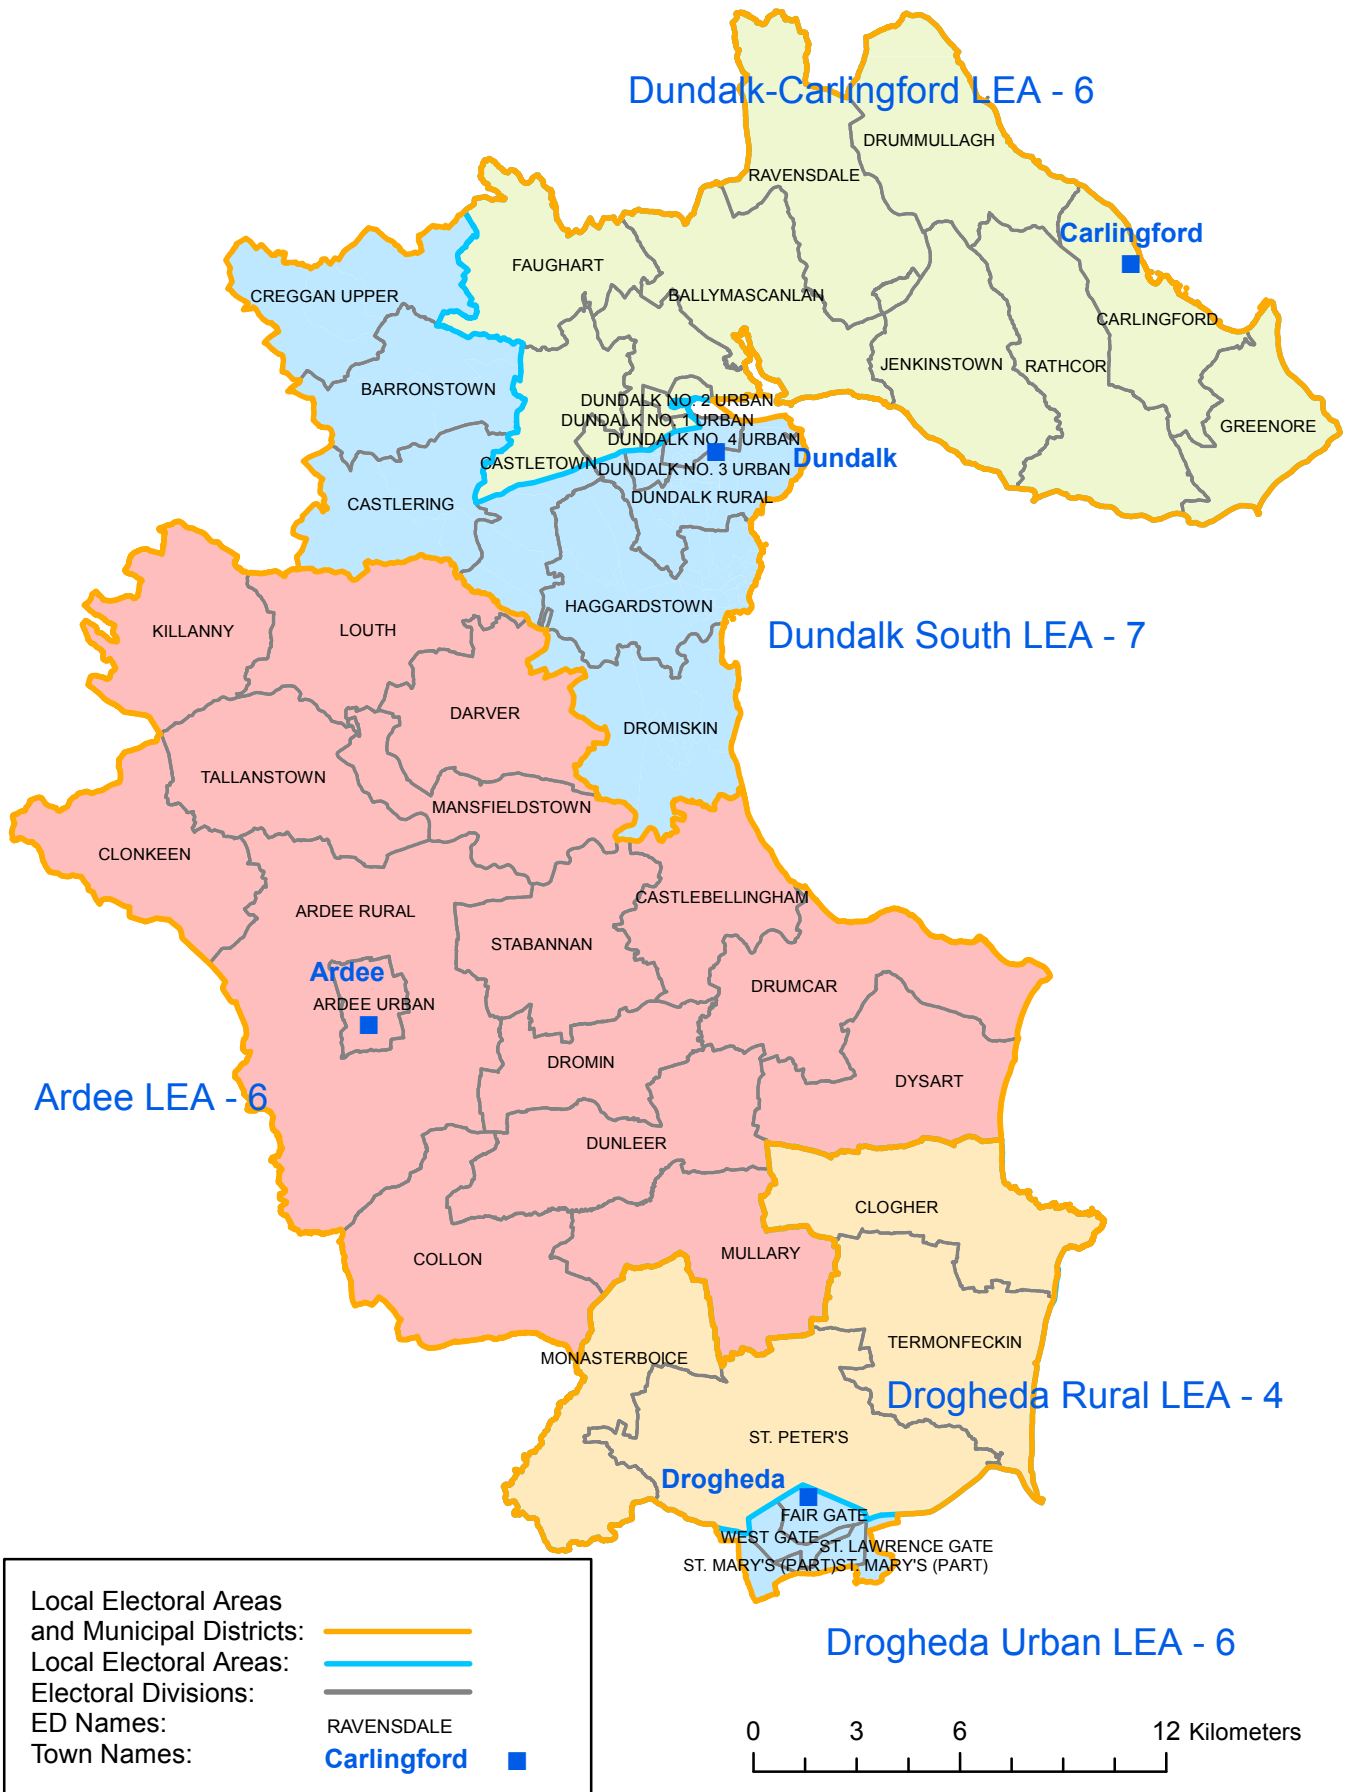 Dundalk-Carlingford LEA - 6
DRUMMULLAGH
RAVENSDALE
Carlingford
FAUGHART
CREGGAN UPPER
BALLYMASCANLAN
CARLINGFORD
JENKINSTOWN
RATHCOR
BARRONSTOWN
DUNDALK NO. 2 URBAN
DUNDALK NO. 1 URBAN
GREENORE
DUNDALK NO. 4 URBAN
Dundalk
CASTLETOWN
DUNDALK NO. 3 URBAN
DUNDALK RURAL
CASTLERING
HAGGARDSTOWN
KILLANNY
LOUTH
Dundalk South LEA - 7
DARVER
DROMISKIN
TALLANSTOWN
MANSFIELDSTOWN
CLONKEEN
CASTLEBELLINGHAM
ARDEE RURAL
STABANNAN
Ardee
DRUMCAR
ARDEE URBAN
DROMIN
DYSART
Ardee LEA - 6
DUNLEER
CLOGHER
MULLARY
COLLON
TERMONFECKIN
MONASTERBOICE
Drogheda Rural LEA - 4
ST. PETER'S
Drogheda
FAIR GATE
WEST GATE
ST. LAWRENCE GATE
ST. MARY'S (PART)
ST. MARY'S (PART)
Drogheda Urban LEA - 6
Local Electoral Areas
and Municipal Districts:
Local Electoral Areas:
Electoral Divisions:
ED Names: RAVENSDALE
Town Names: Carlingford
0 3 6 12 Kilometers